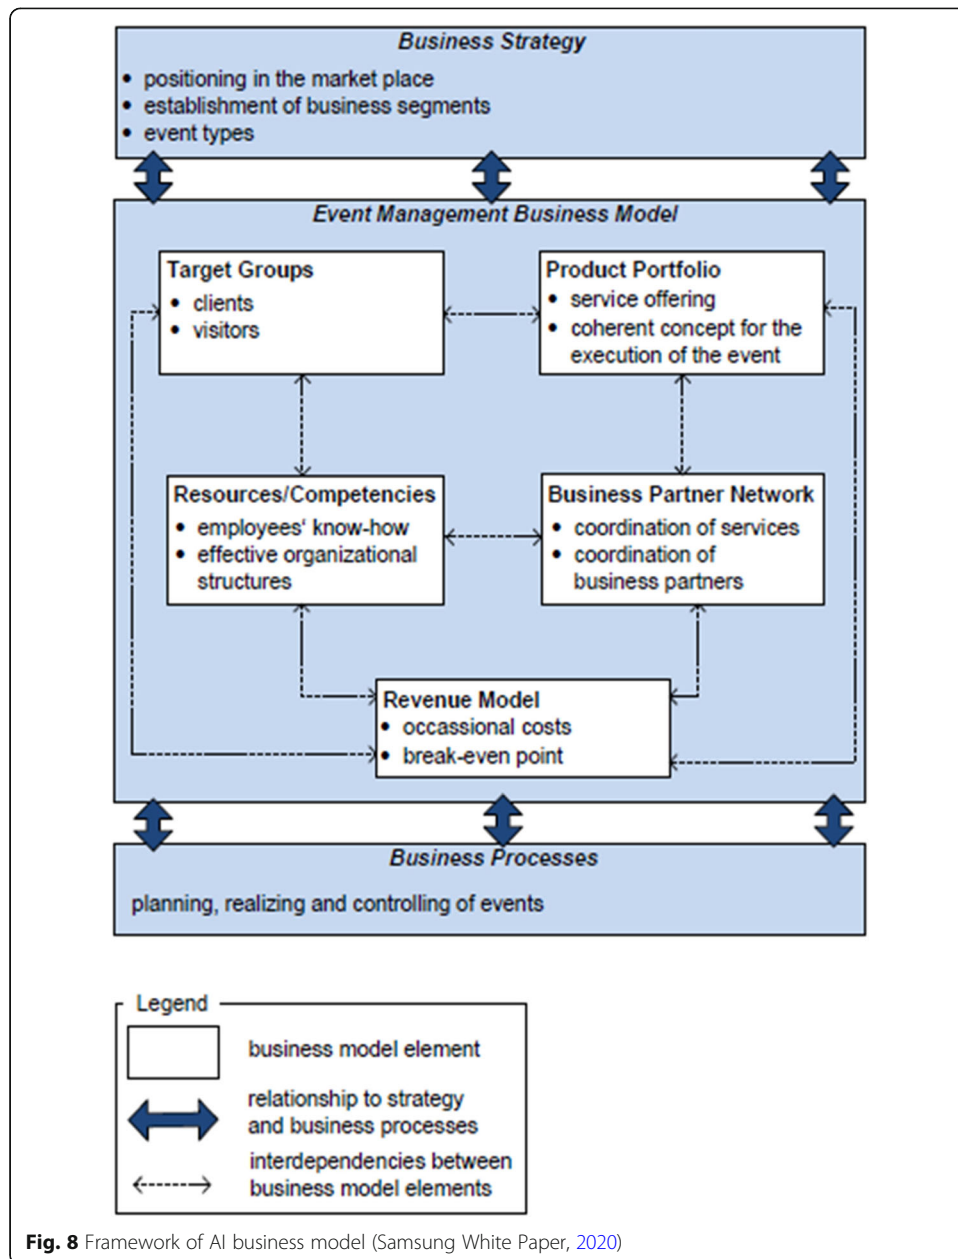 Business Strategy
• positioning in the market place
• establishment of business segments
• event types
Event Management Business Model
Target Groups
• clients
• visitors
Product Portfolio
• service offering
• coherent concept for the
execution of the event
Resources/Competencies
• employees‘ know-how
• effective organizational
structures
Business Partner Network
• coordination of services
• coordination of
business partners
Revenue Model
• occassional costs
• break-even point
Business Processes
planning, realizing and controlling of events
Legend
business model element
relationship to strategy
and business processes
interdependencies between
business model elements
Fig. 8 Framework of AI business model (Samsung White Paper, 2020)